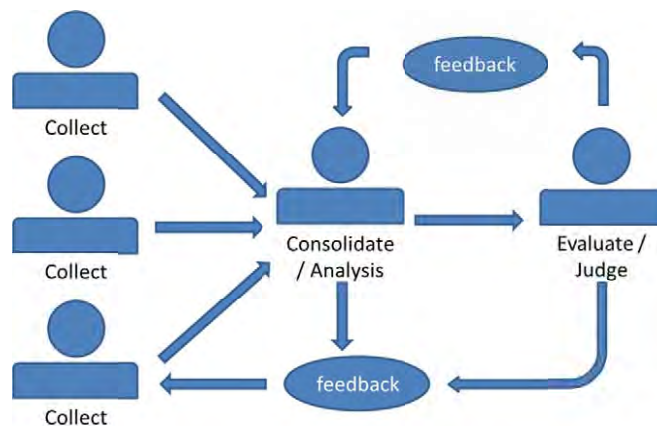 feedback
Collect
Collect
Consolidate
/ Analysis
Evaluate /
Judge
feedback
Collect